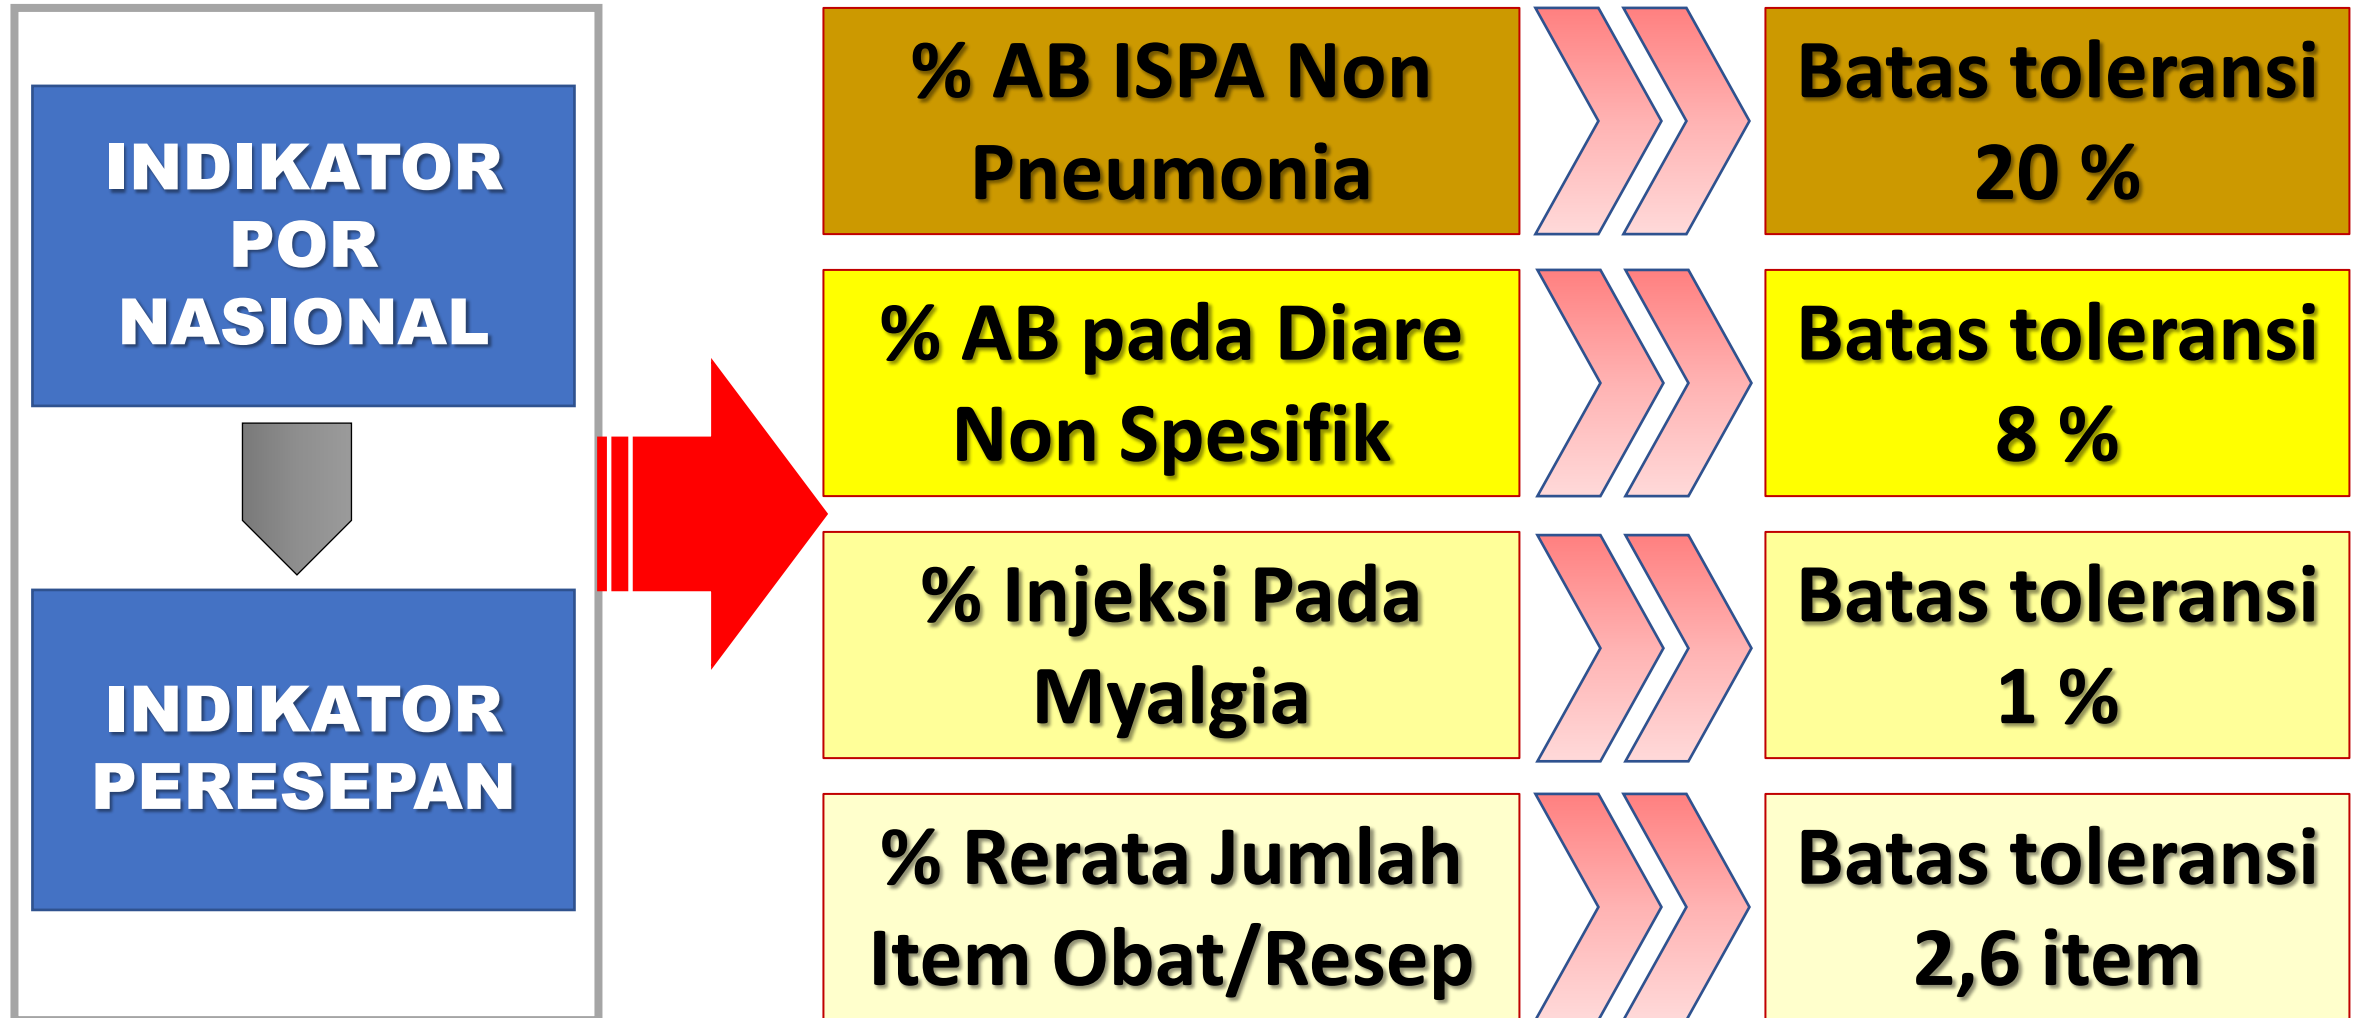 INDIKATOR
POR
NASIONAL
INDIKATOR
PERESEPAN
% AB ISPA Non
Pneumonia
Batas toleransi
20 %
% AB pada Diare
Non Spesifik
Batas toleransi
8 %
% Injeksi Pada
Myalgia
Batas toleransi
1 %
% Rerata Jumlah
Item Obat/Resep
Batas toleransi
2,6 item